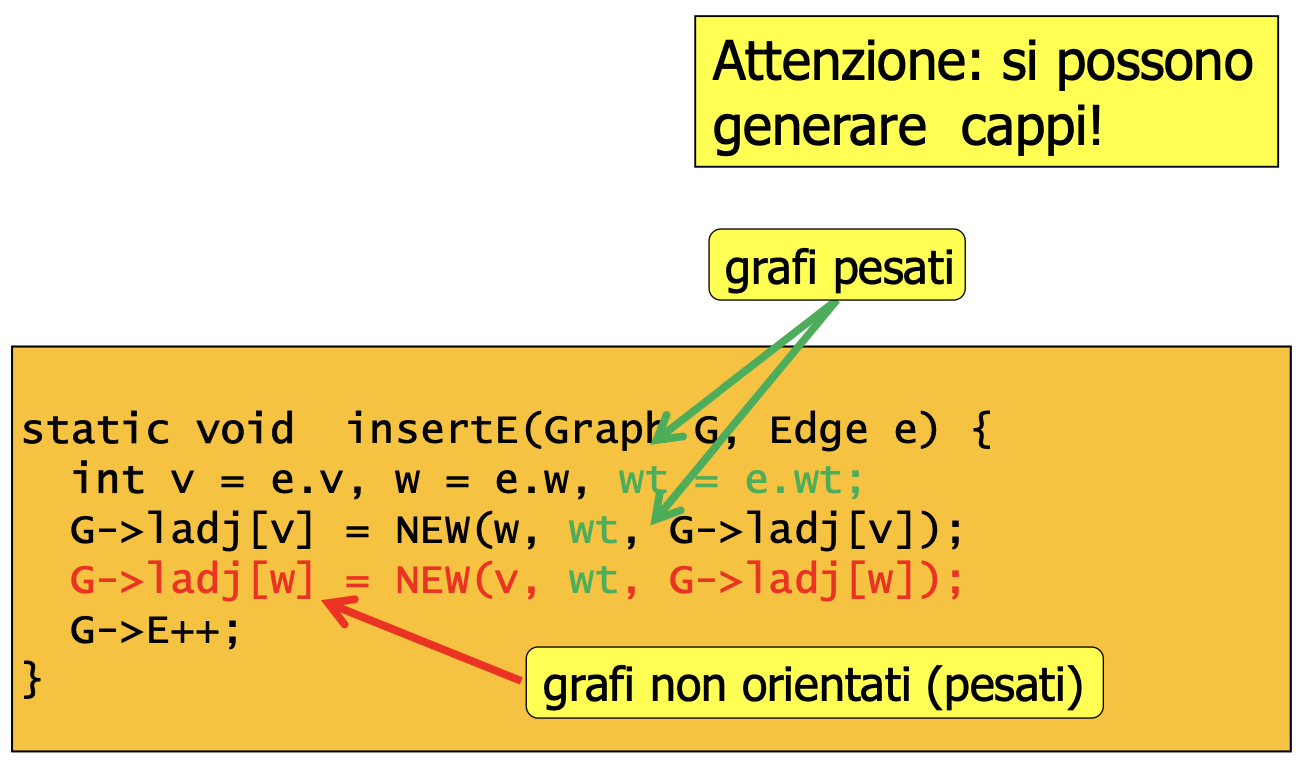 Attenzione: si possono
generare cappi!
grafi pesati
static void insertE(Graph G, Edge e) {
int v = e.v, w = e.w, wt = e.wt;
G->ladj[v] = NEW(w, wt, G->ladj[v]);
G->ladj[w] = NEW(v, wt, G->ladj[w]);
G->E++;
}
grafi non orientati (pesati)